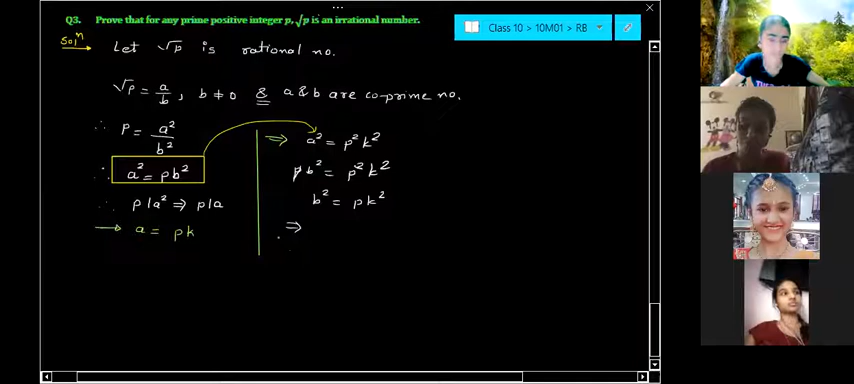 Q3. Prove that for any prime positive integer p, √p is an irrational number.
Class 10 > 10M01 > RB
Solⁿ
Let √p is rational no.
√p = a/b, b ≠ 0 & a & b are co-prime no.
∴ p = a²/b²
∴ a² = pb²
∴ p | a² ⇒ p | a
→ a = pk
⇒ a² = p²k²
pb² = p²k²
b² = pk²
⇒